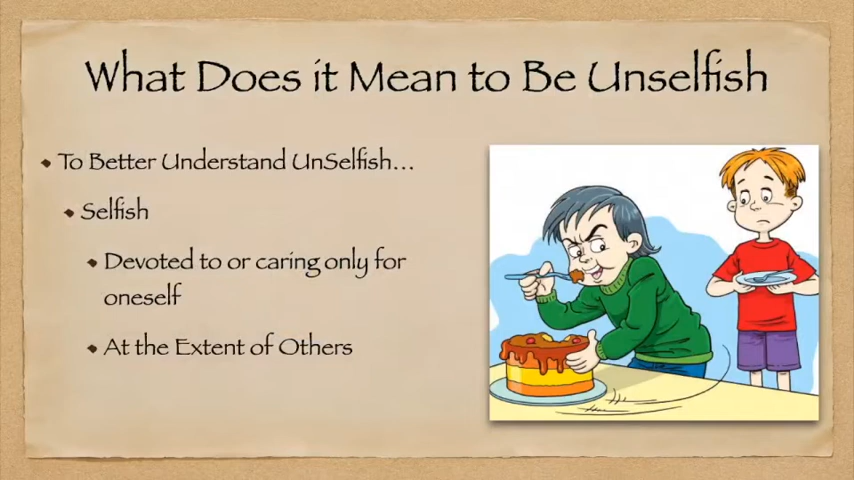 What Does it Mean to Be Unselfish
To Better Understand UnSelfish...
Selfish
Devoted to or caring only for
oneself
At the Extent of Others